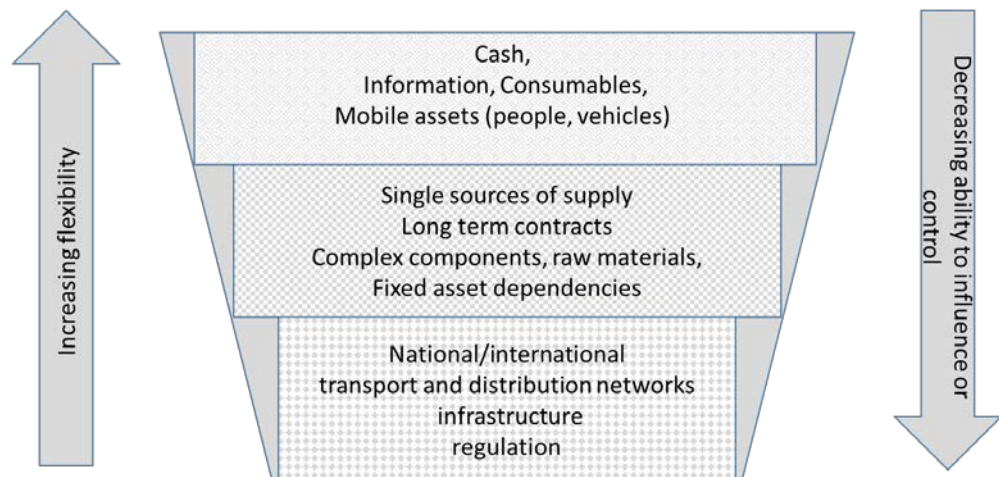 Increasing flexibility
Cash,
Information, Consumables,
Mobile assets (people, vehicles)
Single sources of supply
Long term contracts
Complex components, raw materials,
Fixed asset dependencies
National/international
transport and distribution networks
infrastructure
regulation
Decreasing ability to influence or
control